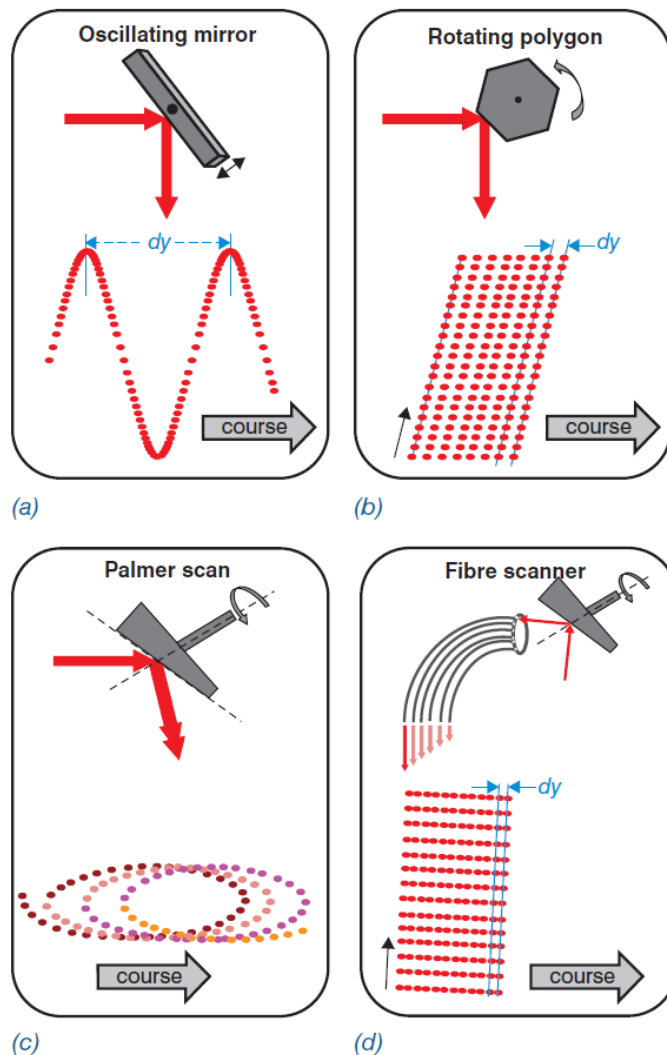 Oscillating mirror
dy
course
(a)
Rotating polygon
dy
course
(b)
Palmer scan
course
(c)
Fibre scanner
dy
course
(d)